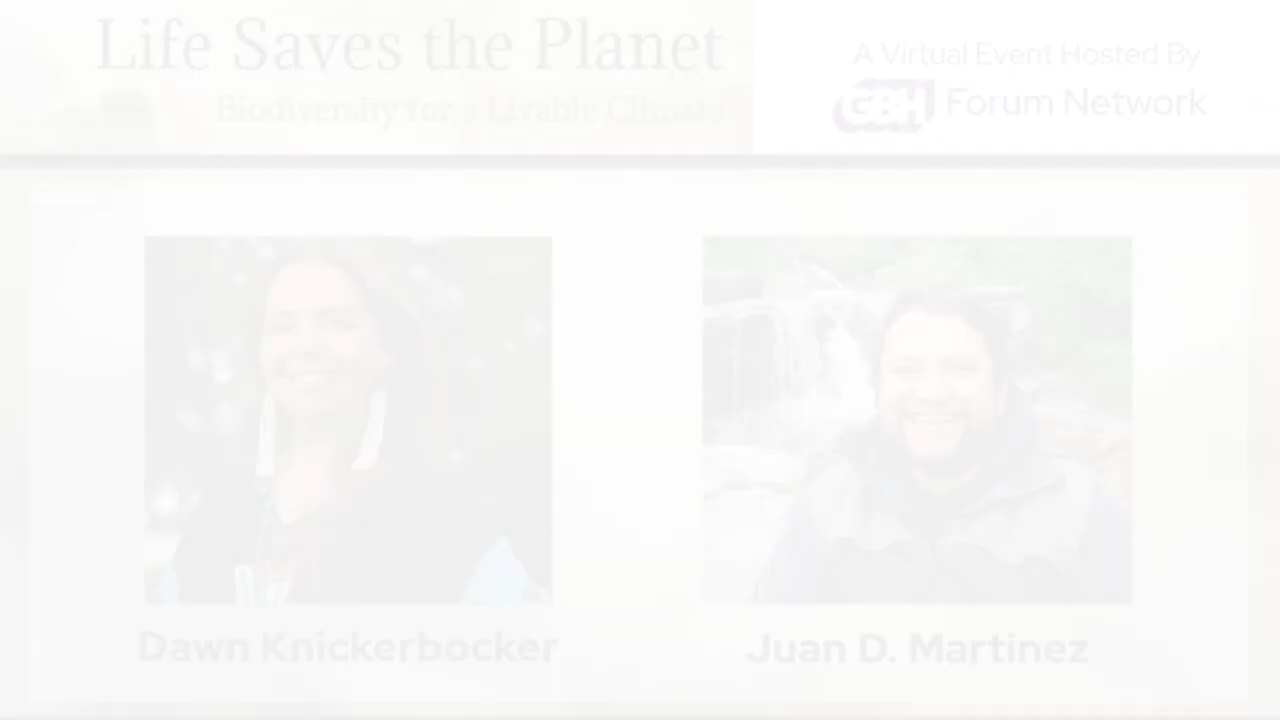 Life Saves the Planet
Biodiversity for a Livable Climate
A Virtual Event Hosted By
GBH Forum Network
Dawn Knickerbocker
Juan D. Martinez